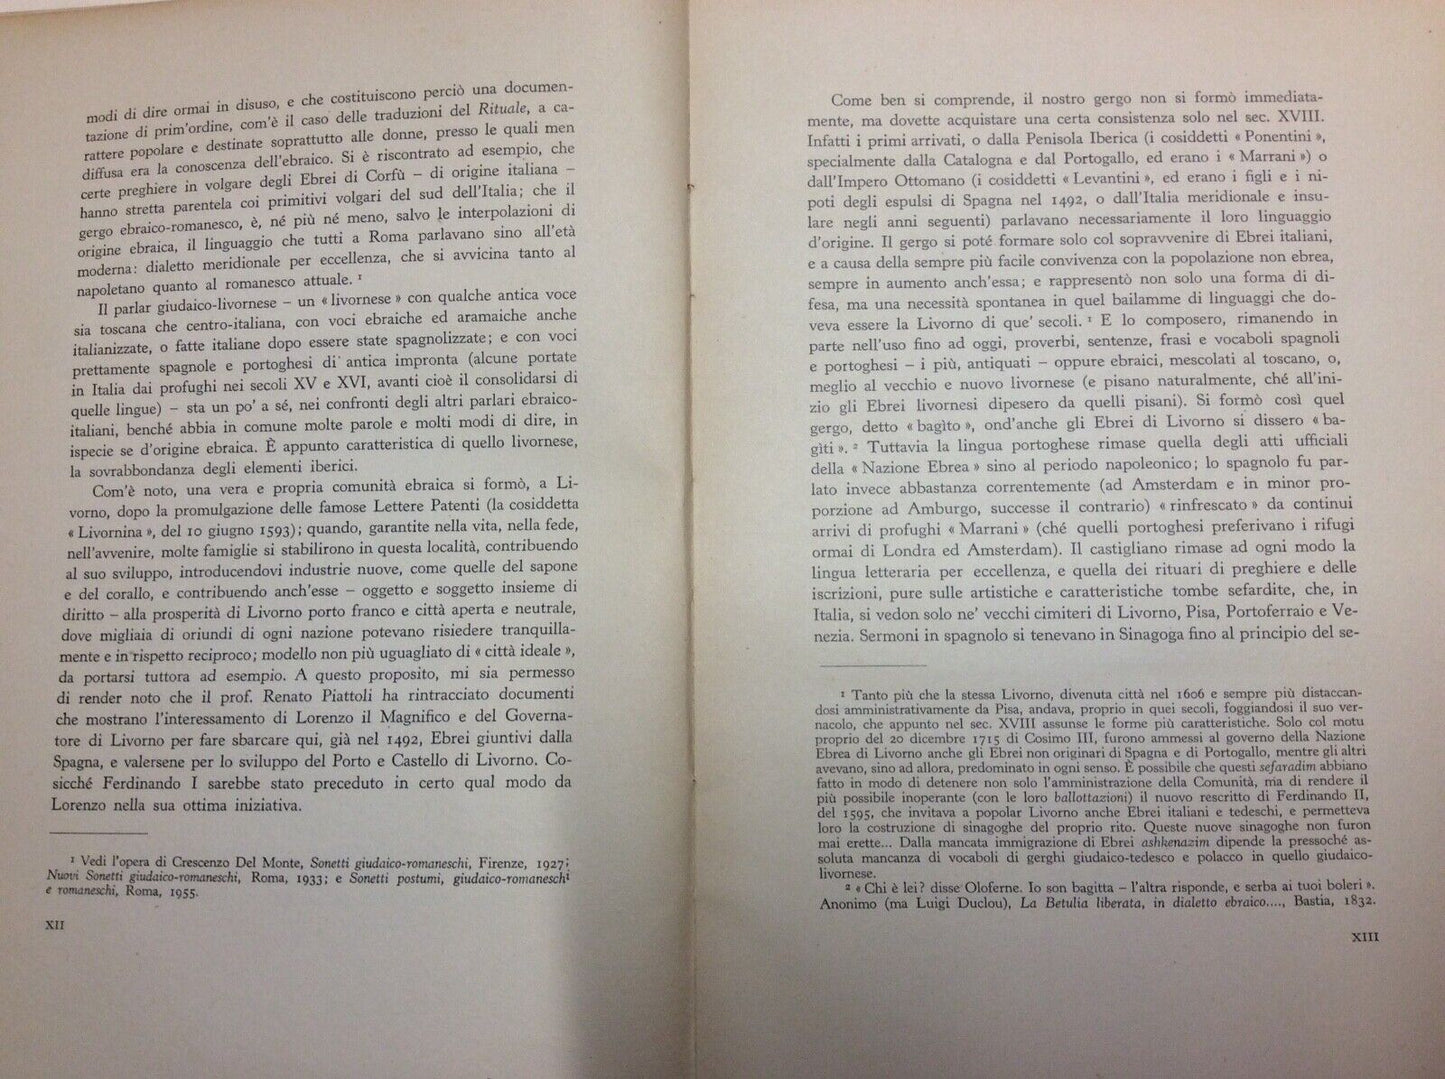 modi di dire ormai in disuso, e che costituiscono perciò una documen-
tazione di prim'ordine, com'è il caso delle traduzioni del Rituale, a ca-
rattere popolare e destinate soprattutto alle donne, presso le quali men
diffusa era la conoscenza dell'ebraico. Si è riscontrato ad esempio, che
certe preghiere in volgare degli Ebrei di Corfù – di origine italiana –
hanno stretta parentela coi primitivi volgari del sud dell'Italia; che il
gergo ebraico-romanesco, è, né più né meno, salvo le interpolazioni di
origine ebraica, il linguaggio che tutti a Roma parlavano sino all'età
moderna: dialetto meridionale per eccellenza, che si avvicina tanto al
napoletano quanto al romanesco attuale. ¹
Il parlar giudaico-livornese – un « livornese » con qualche antica voce
sia toscana che centro-italiana, con voci ebraiche ed aramaiche anche
italianizzate, o fatte italiane dopo essere state spagnolizzate; e con voci
prettamente spagnole e portoghesi di antica impronta (alcune portate
in Italia dai profughi nei secoli XV e XVI, avanti cioè il consolidarsi di
quelle lingue) – sta un po' a sé, nei confronti degli altri parlari ebraico-
italiani, benché abbia in comune molte parole e molti modi di dire, in
ispecie se d'origine ebraica. È appunto caratteristica di quello livornese,
la sovrabbondanza degli elementi iberici.
Com'è noto, una vera e propria comunità ebraica si formò, a Li-
vorno, dopo la promulgazione delle famose Lettere Patenti (la cosiddetta
« Livornina », del 10 giugno 1593); quando, garantite nella vita, nella fede,
nell'avvenire, molte famiglie si stabilirono in questa località, contribuendo
al suo sviluppo, introducendovi industrie nuove, come quelle del sapone
e del corallo, e contribuendo anch'esse – oggetto e soggetto insieme di
diritto – alla prosperità di Livorno porto franco e città aperta e neutrale,
dove migliaia di oriundi di ogni nazione potevano risiedere tranquilla-
mente e in rispetto reciproco; modello non più uguagliato di « città ideale »,
da portarsi tuttora ad esempio. A questo proposito, mi sia permesso
di render noto che il prof. Renato Piattoli ha rintracciato documenti
che mostrano l'interessamento di Lorenzo il Magnifico e del Governa-
tore di Livorno per fare sbarcare qui, già nel 1492, Ebrei giuntivi dalla
Spagna, e valersene per lo sviluppo del Porto e Castello di Livorno. Co-
sicché Ferdinando I sarebbe stato preceduto in certo qual modo da
Lorenzo nella sua ottima iniziativa.
¹ Vedi l'opera di Crescenzo Del Monte, Sonetti giudaico-romaneschi, Firenze, 1927;
Nuovi Sonetti giudaico-romaneschi, Roma, 1933; e Sonetti postumi, giudaico-romaneschi
e romaneschi, Roma, 1955.
XII
Come ben si comprende, il nostro gergo non si formò immediata-
mente, ma dovette acquistare una certa consistenza solo nel sec. XVIII.
Infatti i primi arrivati, o dalla Penisola Iberica (i cosiddetti « Ponentini »,
specialmente dalla Catalogna e dal Portogallo, ed erano i « Marrani ») o
dall'Impero Ottomano (i cosiddetti « Levantini », ed erano i figli e i ni-
poti degli espulsi di Spagna nel 1492, o dall'Italia meridionale e insu-
lare negli anni seguenti) parlavano necessariamente il loro linguaggio
d'origine. Il gergo si poté formare solo col sopravvenire di Ebrei italiani,
e a causa della sempre più facile convivenza con la popolazione non ebrea,
sempre in aumento anch'essa; e rappresentò non solo una forma di di-
fesa, ma una necessità spontanea in quel bailamme di linguaggi che do-
veva essere la Livorno di que' secoli. ¹ E lo composero, rimanendo in
parte nell'uso fino ad oggi, proverbi, sentenze, frasi e vocaboli spagnoli
e portoghesi – i più, antiquati – oppure ebraici, mescolati al toscano, o,
meglio al vecchio e nuovo livornese (e pisano naturalmente, ché all'ini-
zio gli Ebrei livornesi dipesero da quelli pisani). Si formò così quel
gergo, detto « bagìto », ond'anche gli Ebrei di Livorno si dissero « ba-
gìti ». ² Tuttavia la lingua portoghese rimase quella degli atti ufficiali
della « Nazione Ebrea » sino al periodo napoleonico; lo spagnolo fu par-
lato invece abbastanza correntemente (ad Amsterdam e in minor pro-
porzione ad Amburgo, successe il contrario) « rinfrescato » da continui
arrivi di profughi « Marrani » (ché quelli portoghesi preferivano i rifugi
ormai di Londra ed Amsterdam). Il castigliano rimase ad ogni modo la
lingua letteraria per eccellenza, e quella dei rituari di preghiere e delle
iscrizioni, pure sulle artistiche e caratteristiche tombe sefardite, che, in
Italia, si vedon solo ne' vecchi cimiteri di Livorno, Pisa, Portoferraio e Ve-
nezia. Sermoni in spagnolo si tenevano in Sinagoga fino al principio del se-
¹ Tanto più che la stessa Livorno, divenuta città nel 1606 e sempre più distaccan-
dosi amministrativamente da Pisa, andava, proprio in quei secoli, foggiandosi il suo ver-
nacolo, che appunto nel sec. XVIII assunse le forme più caratteristiche. Solo col motu
proprio del 20 dicembre 1715 di Cosimo III, furono ammessi al governo della Nazione
Ebrea di Livorno anche gli Ebrei non originari di Spagna e di Portogallo, mentre gli altri
avevano, sino ad allora, predominato in ogni senso. È possibile che questi sefaradim abbiano
fatto in modo di detenere non solo l'amministrazione della Comunità, ma di rendere il
più possibile inoperante (con le loro ballottazioni) il nuovo rescritto di Ferdinando II,
del 1595, che invitava a popolar Livorno anche Ebrei italiani e tedeschi, e permetteva
loro la costruzione di sinagoghe del proprio rito. Queste nuove sinagoghe non furon
mai erette... Dalla mancata immigrazione di Ebrei ashkenazim dipende la pressoché as-
soluta mancanza di vocaboli di gerghi giudaico-tedesco e polacco in quello giudaico-
livornese.
² « Chi è lei? disse Oloferne. Io son bagitta – l'altra risponde, e serba ai tuoi boleri ».
Anonimo (ma Luigi Duclou), La Betulia liberata, in dialetto ebraico...., Bastia, 1832.
XIII